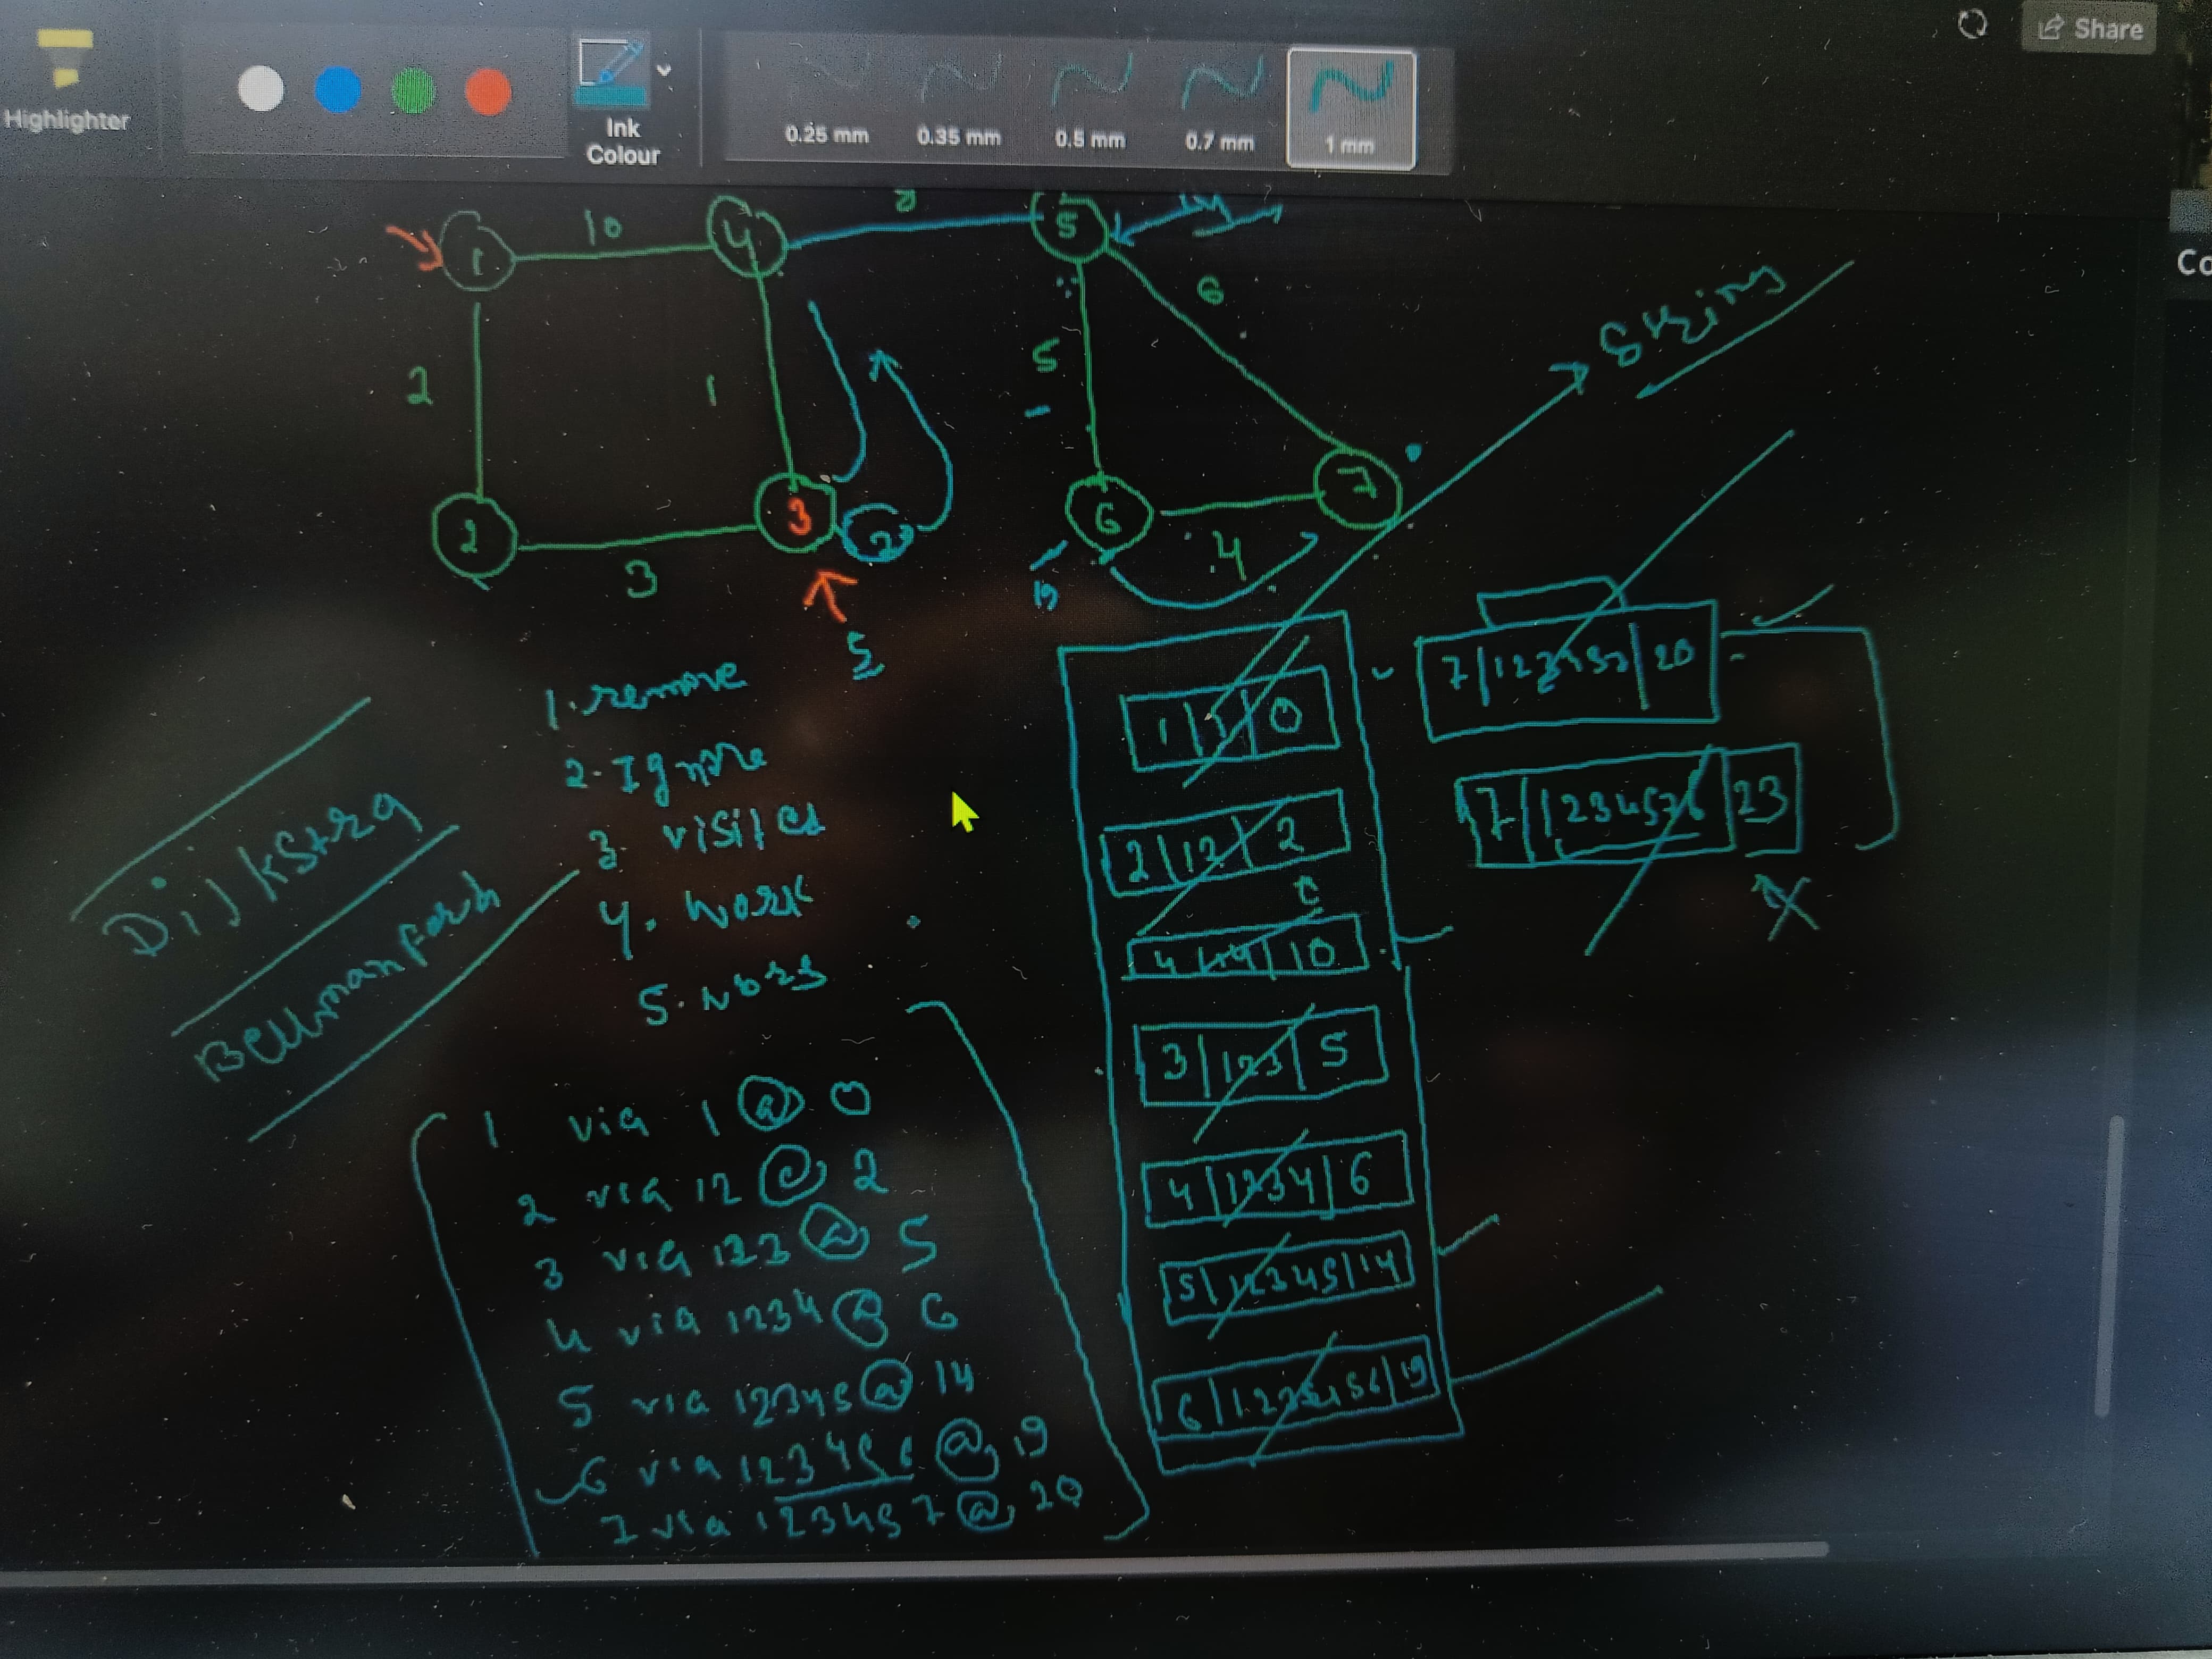 Share
Highlighter
Ink
Colour
0.25 mm
0.35 mm
0.5 mm
0.7 mm
1 mm
Co
1
10
4
8
5
6
String
2
1
5
7
2
3
2
6
3
4
19
5
1. remove
2. Ignore
3. visited
4. work
5. Nbrs
Dijkstra
Bellmanford
1 | 1 | 0
2 | 12 | 2
4 | 14 | 10
3 | 123 | 5
4 | 1234 | 6
5 | 12345 | 14
6 | 123456 | 19
7 | 123457 | 20
7 | 23
1 via 1 @ 0
2 via 12 @ 2
3 via 123 @ 5
4 via 1234 @ 6
5 via 12345 @ 14
6 via 123456 @ 19
7 via 123457 @ 20